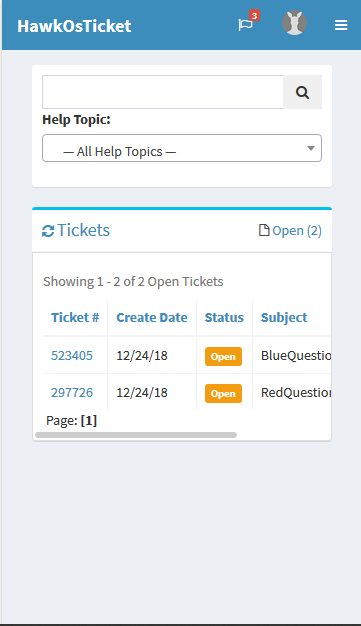 HawkOsTicket 3
Help Topic:
— All Help Topics —
Tickets Open (2)
Showing 1 - 2 of 2 Open Tickets
Ticket # Create Date Status Subject
523405 12/24/18 Open BlueQuestio
297726 12/24/18 Open RedQuestion
Page: [1]